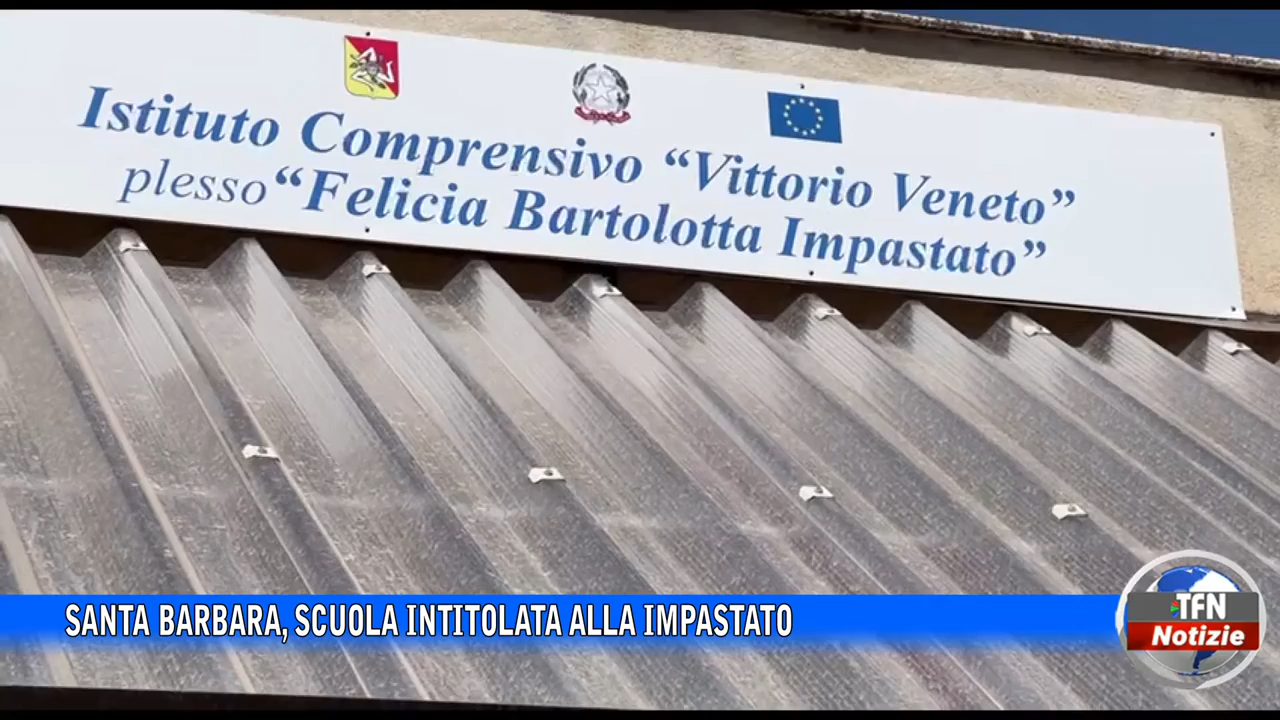 Istituto Comprensivo “Vittorio Veneto”
plesso “Felicia Bartolotta Impastato”
SANTA BARBARA, SCUOLA INTITOLATA ALLA IMPASTATO
TFN
Notizie